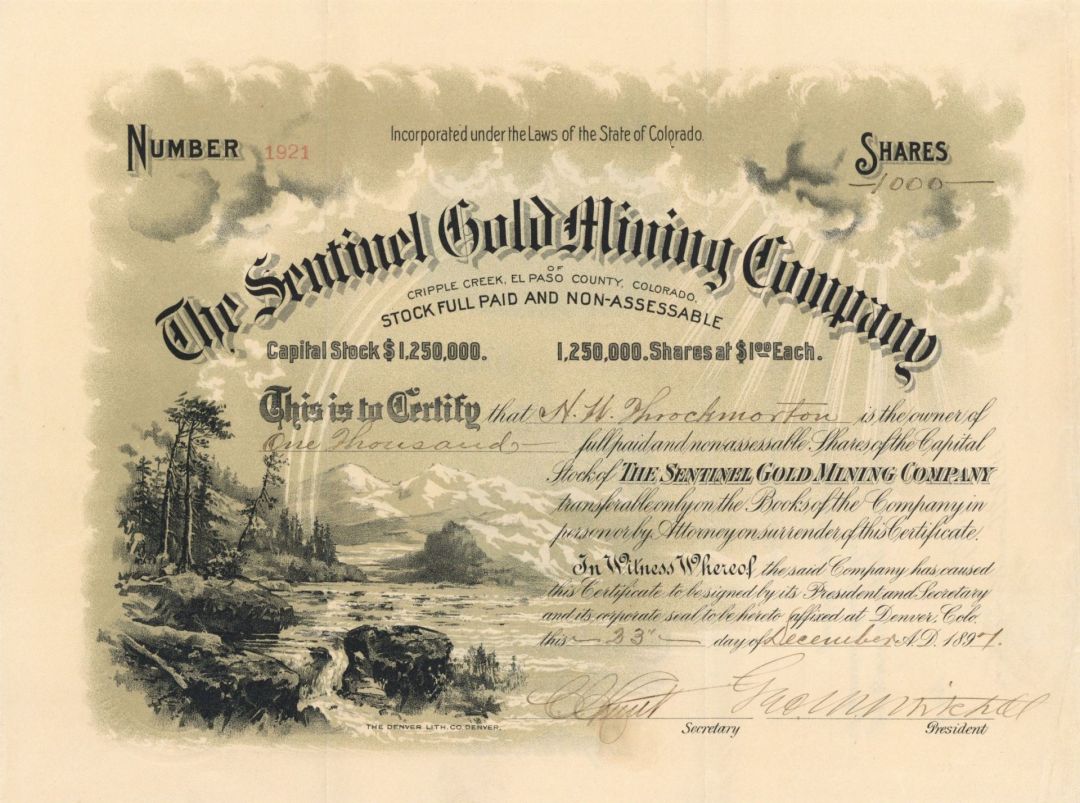 NUMBER 1921
Incorporated under the Laws of the State of Colorado.
SHARES
1000
The Sentinel Gold Mining Company
OF
CRIPPLE CREEK, EL PASO COUNTY, COLORADO.
STOCK FULL PAID AND NON-ASSESSABLE
Capital Stock $1,250,000. 1,250,000. Shares at $1.00 Each.
This is to Certify that H. W. Throckmorton is the owner of
One Thousand full paid and non-assessable Shares of the Capital
Stock of THE SENTINEL GOLD MINING COMPANY
transferable only on the Books of the Company in
person or by Attorney on surrender of this Certificate.
In Witness Whereof, the said Company has caused
this Certificate to be signed by its President and Secretary
and its corporate seal to be hereto affixed at Denver, Colo.
this day of December A.D. 1897.
Geo. W. Mitchell
THE DENVER LITH. CO. DENVER.
Secretary President